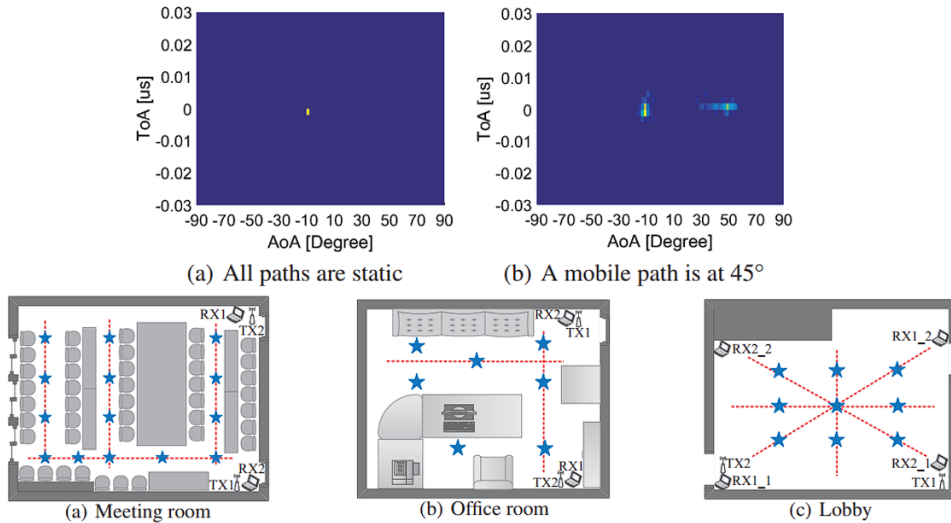 0.03
0.02
0.01
0
-0.01
-0.02
-0.03
ToA [us]
-90 -70 -50 -30 -10 10 30 50 70 90
AoA [Degree]
(a) All paths are static
0.03
0.02
0.01
0
-0.01
-0.02
-0.03
ToA [us]
-90 -70 -50 -30 -10 10 30 50 70 90
AoA [Degree]
(b) A mobile path is at 45°
RX1
TX2
RX2
TX1
(a) Meeting room
RX2
TX1
RX1
TX2
(b) Office room
RX2_2
RX1_2
TX2
RX1_1
RX2_1
TX1
(c) Lobby